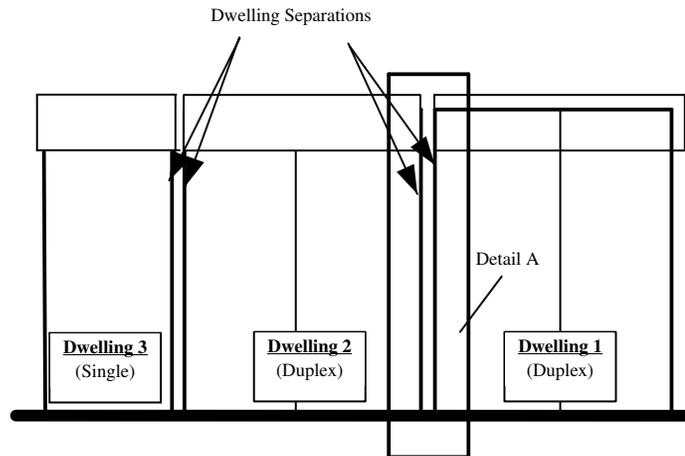 Dwelling Separations
Detail A
Dwelling 3
(Single)
Dwelling 2
(Duplex)
Dwelling 1
(Duplex)